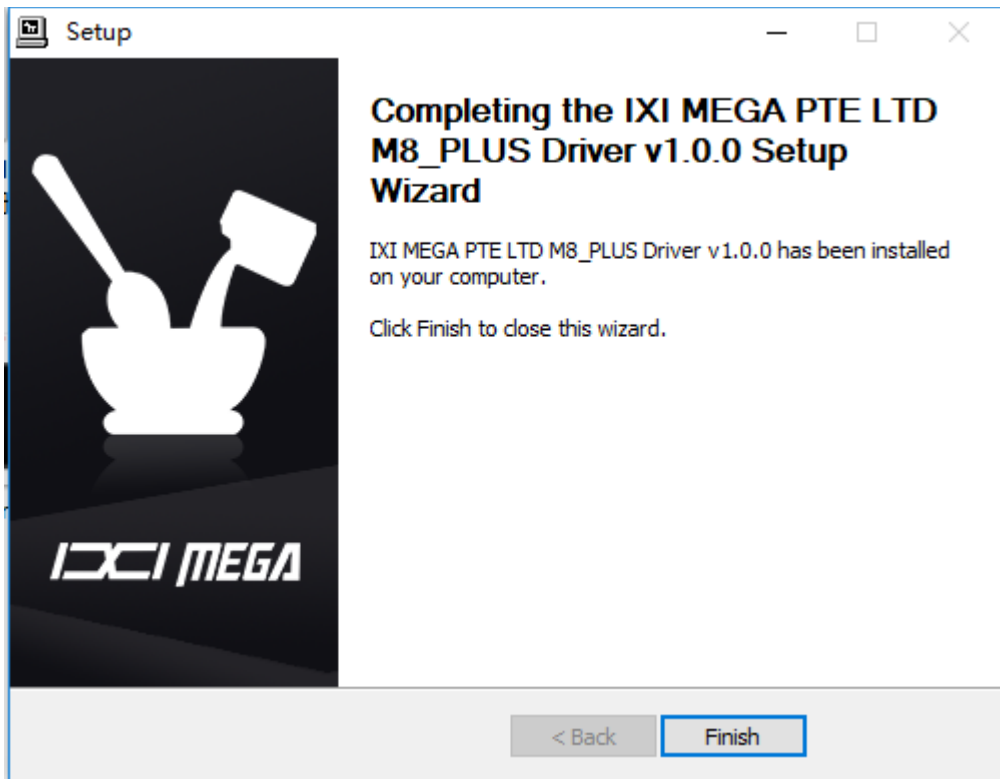 Setup
Completing the IXI MEGA PTE LTD
M8_PLUS Driver v1.0.0 Setup
Wizard
IXI MEGA PTE LTD M8_PLUS Driver v1.0.0 has been installed
on your computer.
Click Finish to close this wizard.
IXI MEGA
< Back
Finish